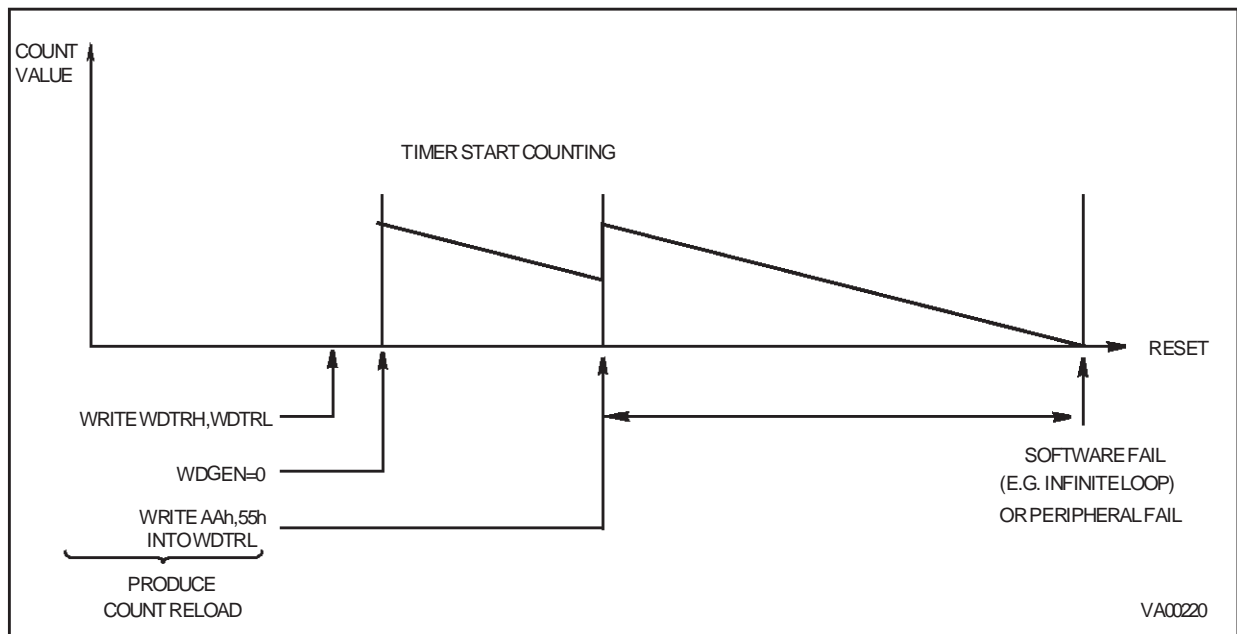 COUNT
VALUE
TIMER START COUNTING
RESET
WRITE WDTRH,WDTRL
WDGEN=0
WRITE AAh,55h
INTO WDTRL
PRODUCE
COUNT RELOAD
SOFTWARE FAIL
(E.G. INFINITE LOOP)
OR PERIPHERAL FAIL
VA00220